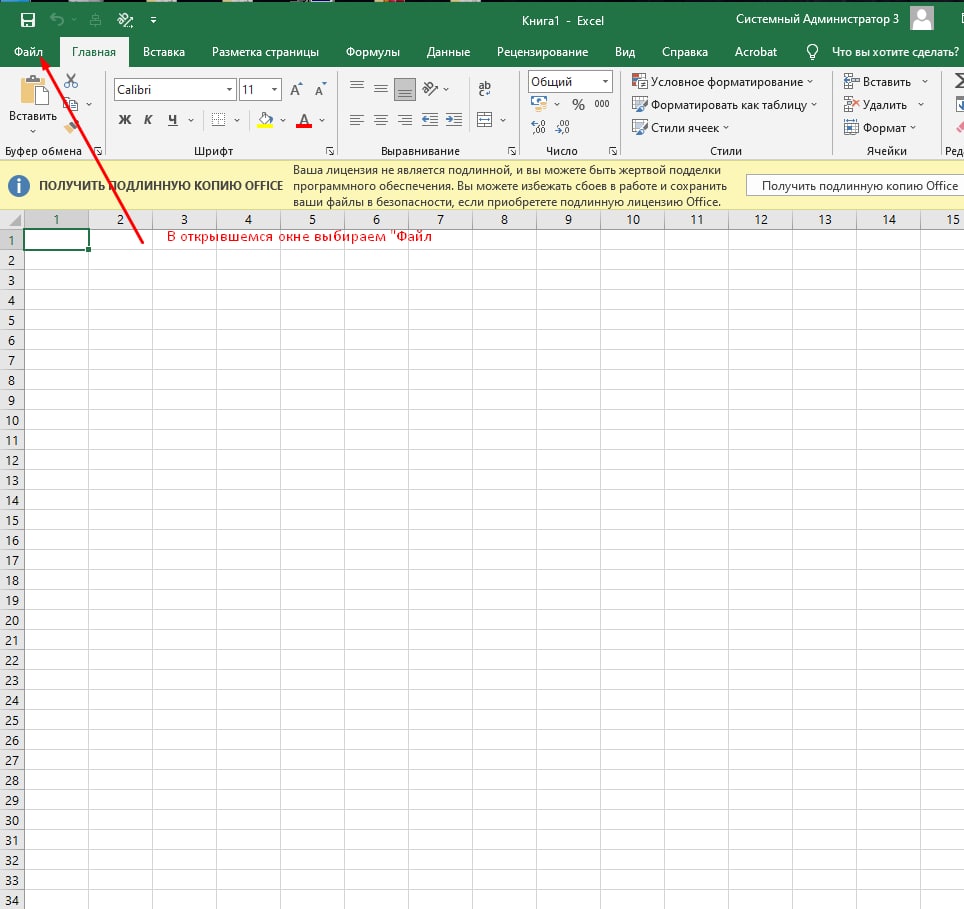 Книга1 - Excel
Системный Администратор 3
Файл Главная Вставка Разметка страницы Формулы Данные Рецензирование Вид Справка Acrobat Что вы хотите сделать?
Calibri 11 Общий Условное форматирование Вставить
% 000 Форматировать как таблицу Удалить
Вставить Ж К Ч А Стили ячеек Формат
Буфер обмена Шрифт Выравнивание Число Стили Ячейки Реда
ПОЛУЧИТЬ ПОДЛИННУЮ КОПИЮ OFFICE
Ваша лицензия не является подлинной, и вы можете быть жертвой подделки
программного обеспечения. Вы можете избежать сбоев в работе и сохранить
ваши файлы в безопасности, если приобретете подлинную лицензию Office.
Получить подлинную копию Office
1 2 3 4 5 6 7 8 9 10 11 12 13 14 15
1 В открывшемся окне выбираем "Файл
2
3
4
5
6
7
8
9
10
11
12
13
14
15
16
17
18
19
20
21
22
23
24
25
26
27
28
29
30
31
32
33
34